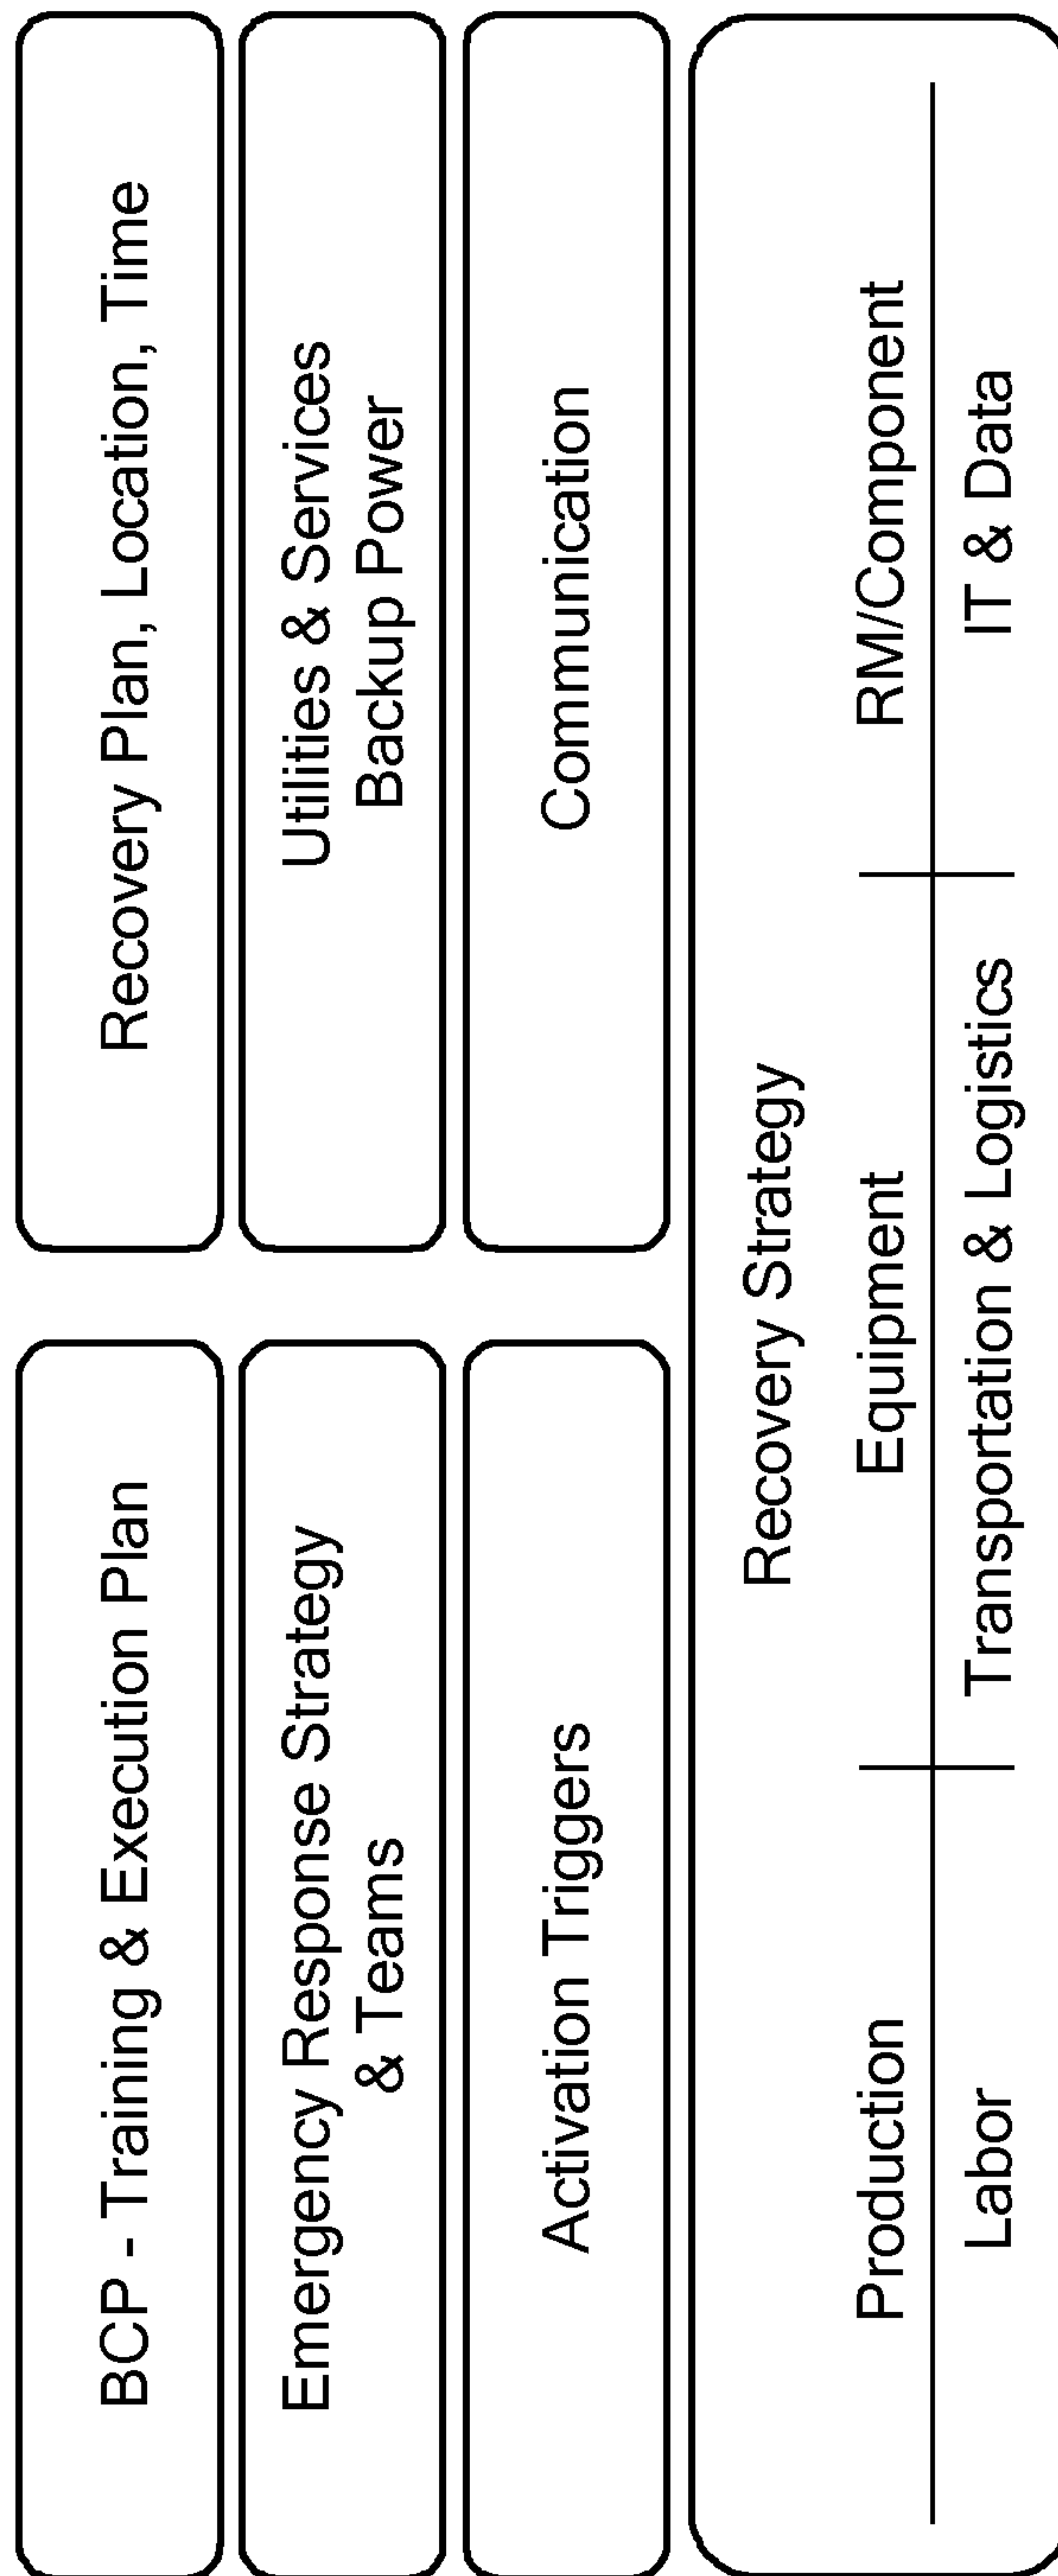 BCP - Training & Execution Plan
Recovery Plan, Location, Time
Emergency Response Strategy
& Teams
Utilities & Services
Backup Power
Activation Triggers
Communication
Recovery Strategy
Production
Equipment
RM/Component
Labor
Transportation & Logistics
IT & Data